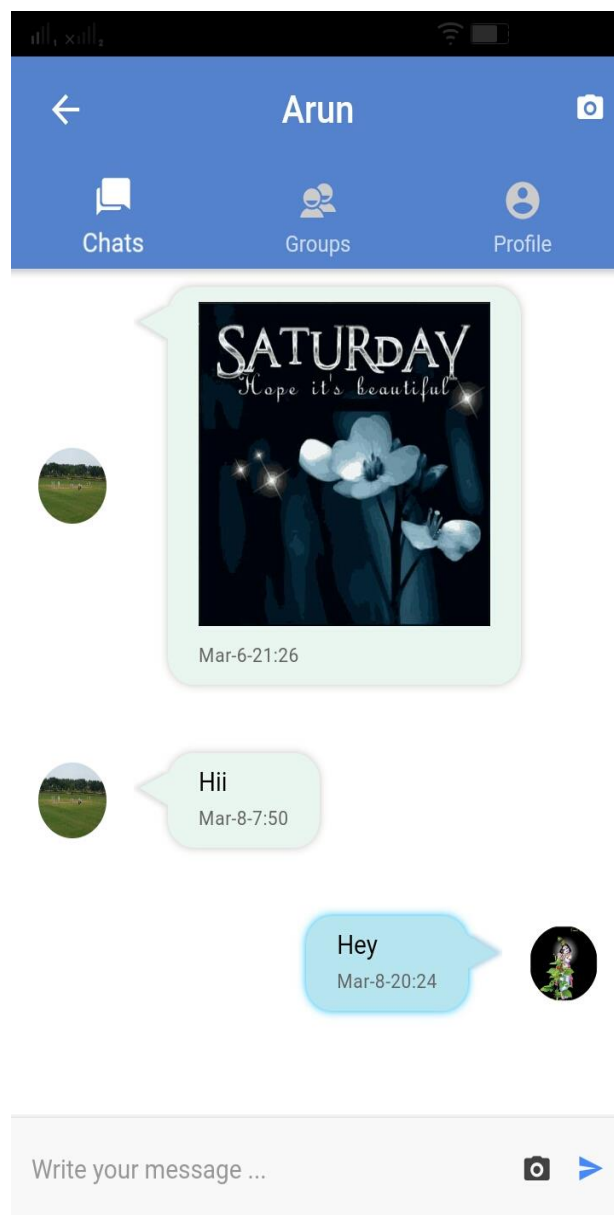 Arun
Chats Groups Profile
SATURDAY
Hope it's beautiful
Mar-6-21:26
Hii
Mar-8-7:50
Hey
Mar-8-20:24
Write your message ...